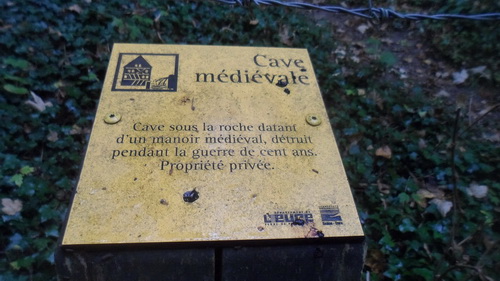 Cave
médiévale
Cave sous la roche datant
d'un manoir médiéval, détruit
pendant la guerre de cent ans.
Propriété privée.
L'EURE